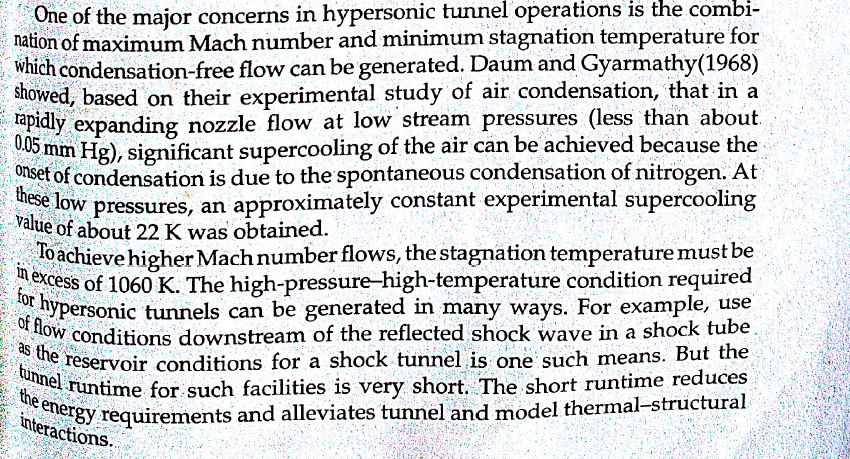 One of the major concerns in hypersonic tunnel operations is the combi-
nation of maximum Mach number and minimum stagnation temperature for
which condensation-free flow can be generated. Daum and Gyarmathy(1968)
showed, based on their experimental study of air condensation, that in a
rapidly expanding nozzle flow at low stream pressures (less than about
0.05 mm Hg), significant supercooling of the air can be achieved because the
onset of condensation is due to the spontaneous condensation of nitrogen. At
these low pressures, an approximately constant experimental supercooling
value of about 22 K was obtained.
To achieve higher Mach number flows, the stagnation temperature must be
in excess of 1060 K. The high-pressure–high-temperature condition required
for hypersonic tunnels can be generated in many ways. For example, use
of flow conditions downstream of the reflected shock wave in a shock tube
as the reservoir conditions for a shock tunnel is one such means. But the
tunnel runtime for such facilities is very short. The short runtime reduces
the energy requirements and alleviates tunnel and model thermal–structural
interactions.